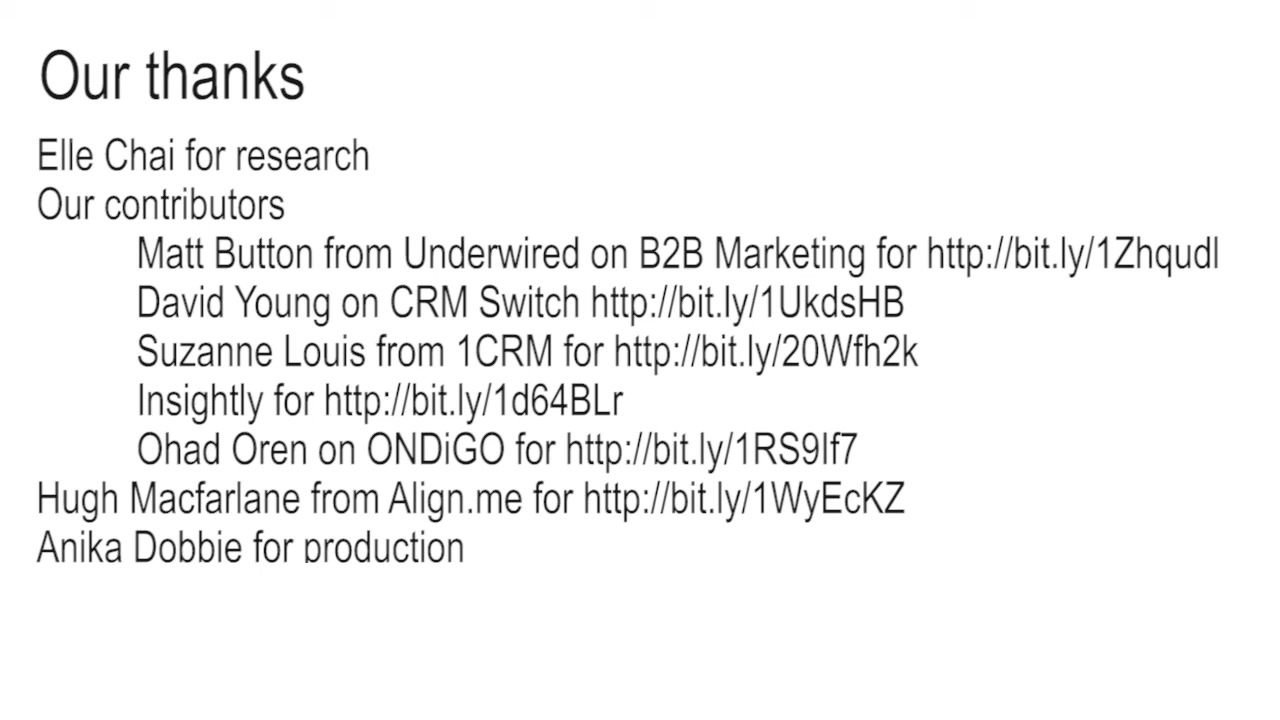 Our thanks
Elle Chai for research
Our contributors
Matt Button from Underwired on B2B Marketing for http://bit.ly/1Zhqudl
David Young on CRM Switch http://bit.ly/1UkdsHB
Suzanne Louis from 1CRM for http://bit.ly/20Wfh2k
Insightly for http://bit.ly/1d64BLr
Ohad Oren on ONDiGO for http://bit.ly/1RS9If7
Hugh Macfarlane from Align.me for http://bit.ly/1WyEcKZ
Anika Dobbie for production